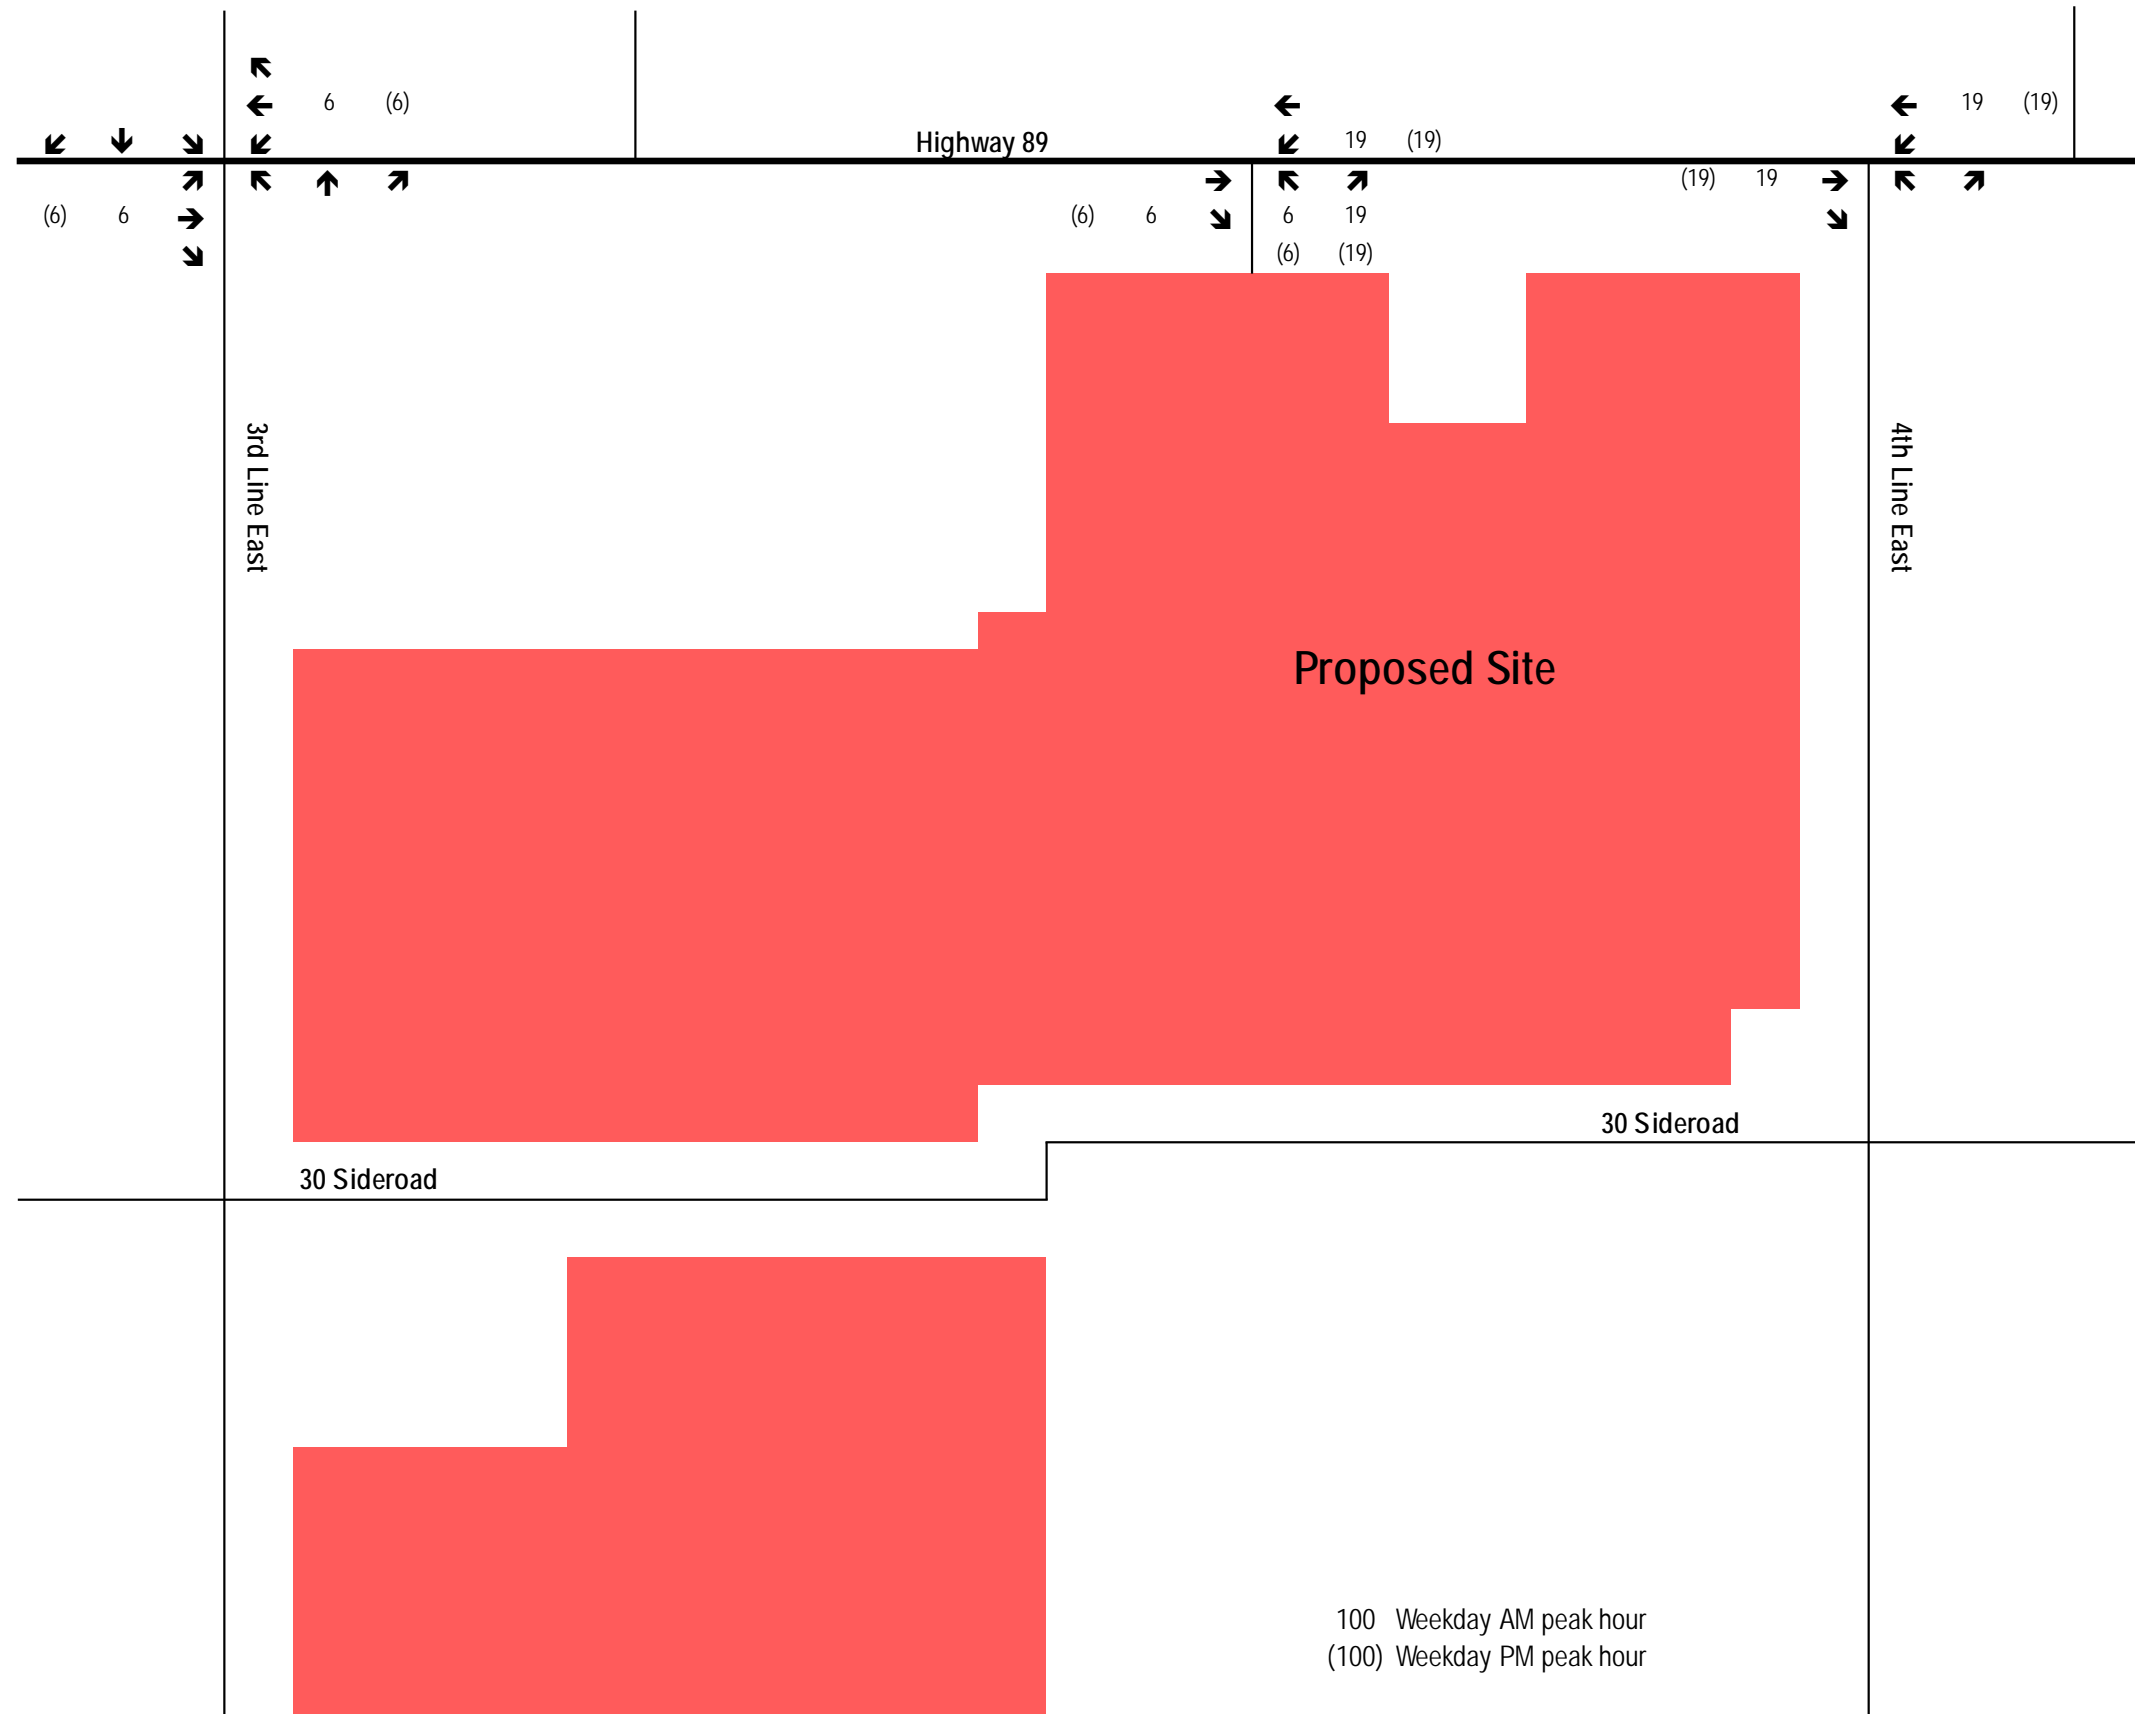 6 (6)
19 (19)
Highway 89
19 (19)
(19) 19
(6) 6
(6) 6
6 19
(6) (19)
3rd Line East
4th Line East
Proposed Site
30 Sideroad
30 Sideroad
100 Weekday AM peak hour
(100) Weekday PM peak hour